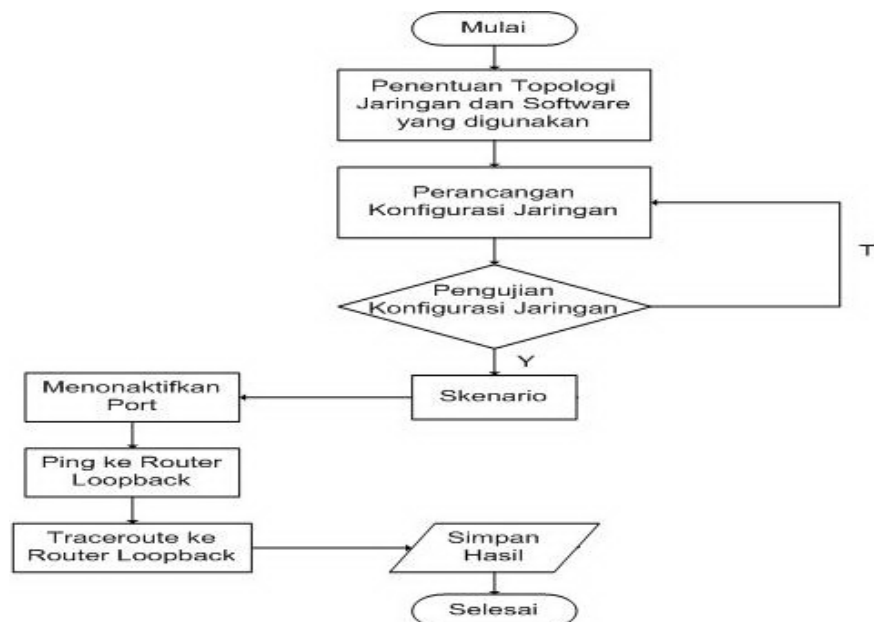 Mulai
Penentuan Topologi
Jaringan dan Software
yang digunakan
Perancangan
Konfigurasi Jaringan
T
Pengujian
Konfigurasi Jaringan
Y
Skenario
Menonaktifkan
Port
Ping ke Router
Loopback
Traceroute ke
Router Loopback
Simpan
Hasil
Selesai